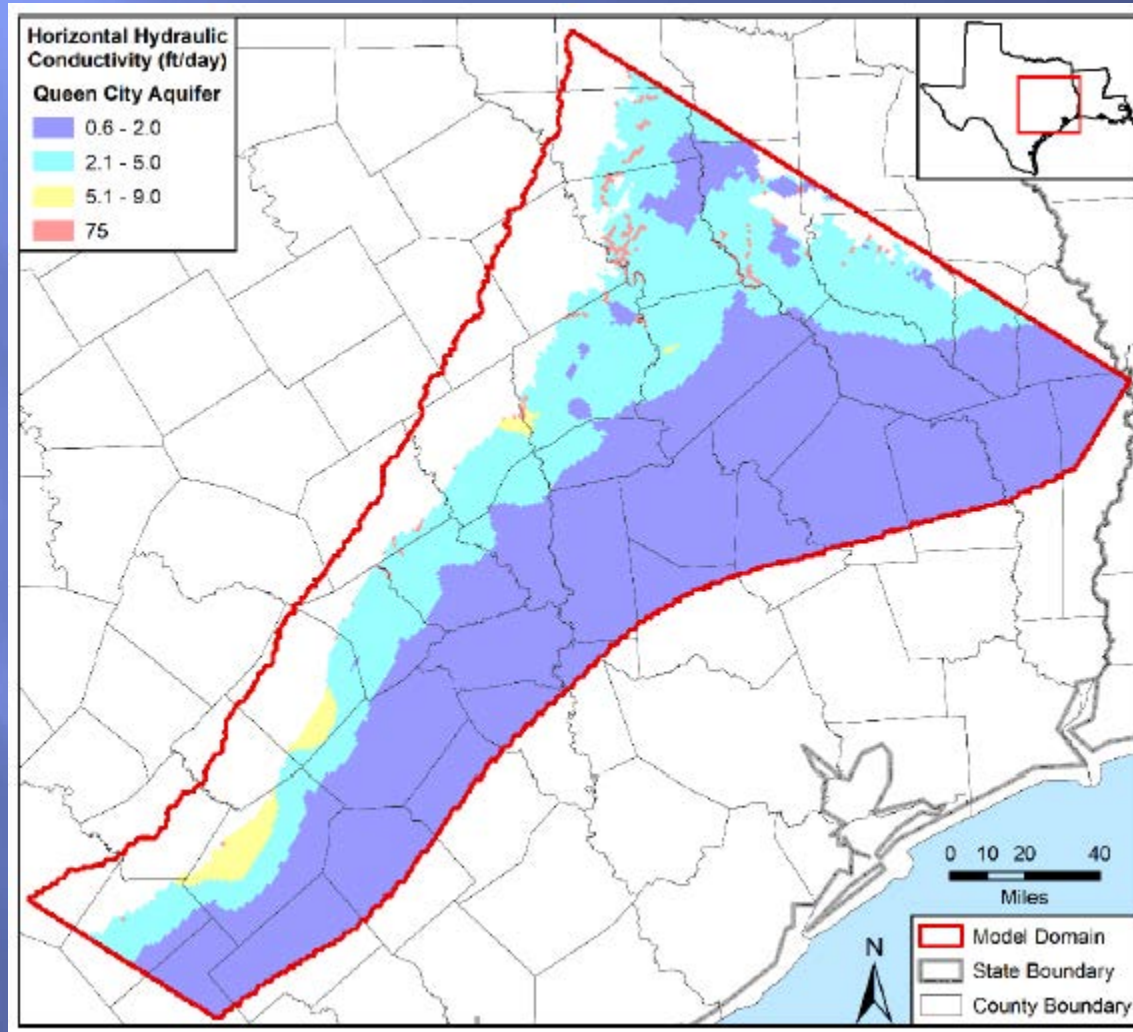 Horizontal Hydraulic
Conductivity (ft/day)
Queen City Aquifer
0.6 - 2.0
2.1 - 5.0
5.1 - 9.0
75
0 10 20 40
Miles
N
Model Domain
State Boundary
County Boundary